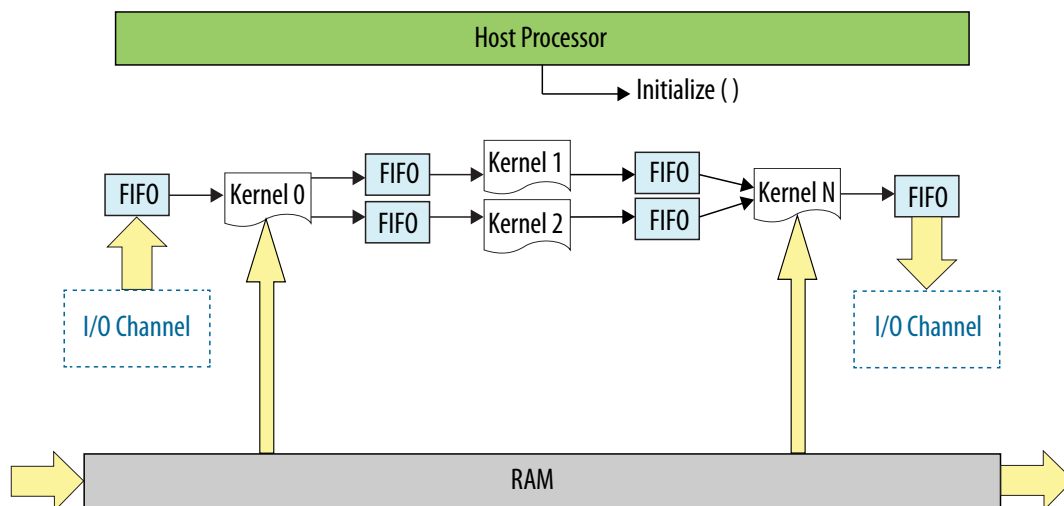 Host Processor
Initialize ( )
FIFO
Kernel 0
FIFO
FIFO
Kernel 1
Kernel 2
FIFO
FIFO
Kernel N
FIFO
I/O Channel
I/O Channel
RAM